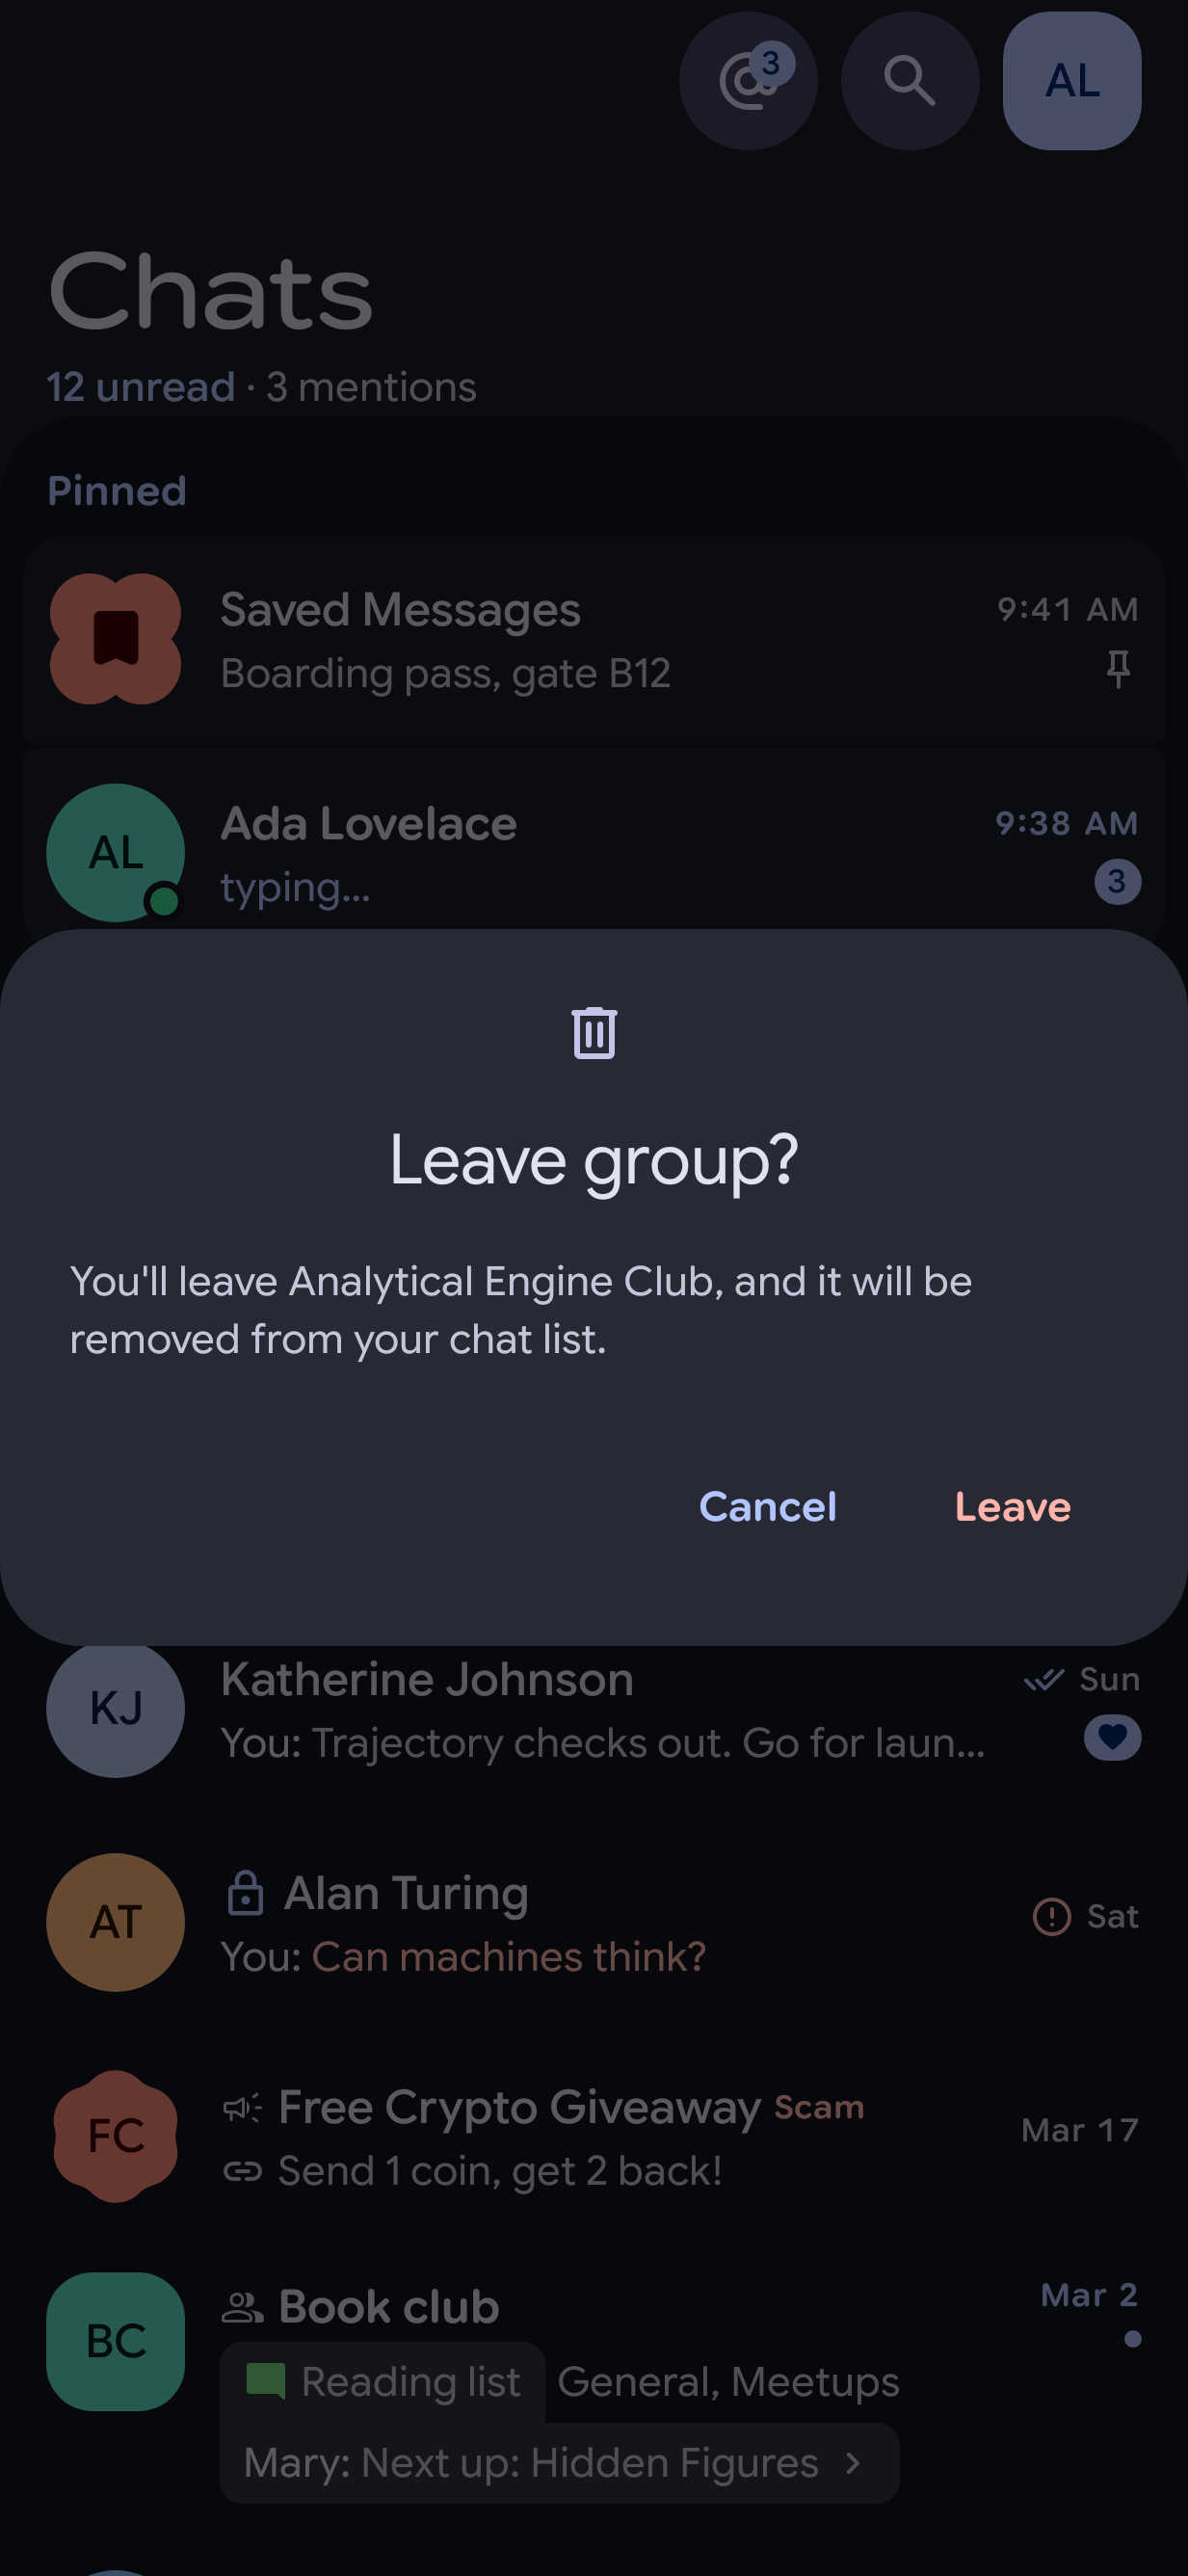 3
AL
Chats
12 unread · 3 mentions
Pinned
Saved Messages
9:41 AM
Boarding pass, gate B12
AL
Ada Lovelace
9:38 AM
typing...
3
Leave group?
You'll leave Analytical Engine Club, and it will be
removed from your chat list.
Cancel
Leave
KJ
Katherine Johnson
Sun
You: Trajectory checks out. Go for laun...
AT
Alan Turing
Sat
You: Can machines think?
FC
Free Crypto Giveaway Scam
Mar 17
Send 1 coin, get 2 back!
BC
Book club
Mar 2
Reading list General, Meetups
Mary: Next up: Hidden Figures